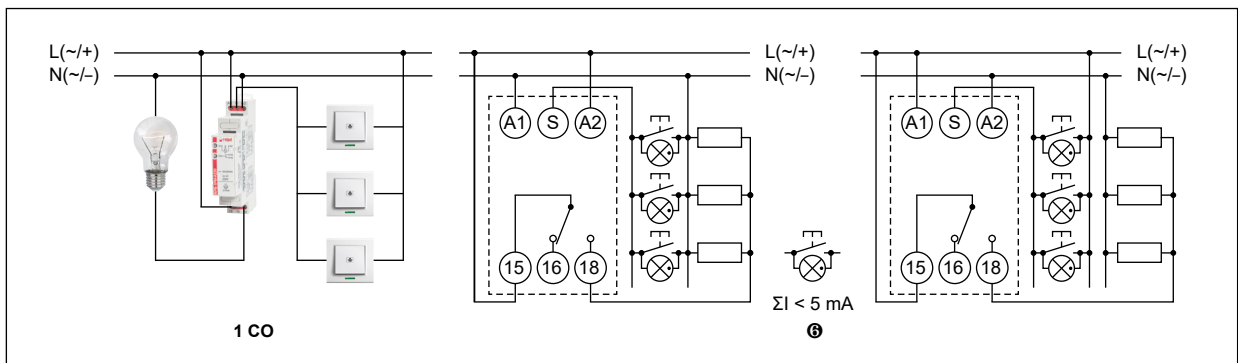 L(~/+)
N(~/–)
1 CO
L(~/+)
N(~/–)
A1 S A2
15 16 18
ΣI < 5 mA
❻
L(~/+)
N(~/–)
A1 S A2
15 16 18